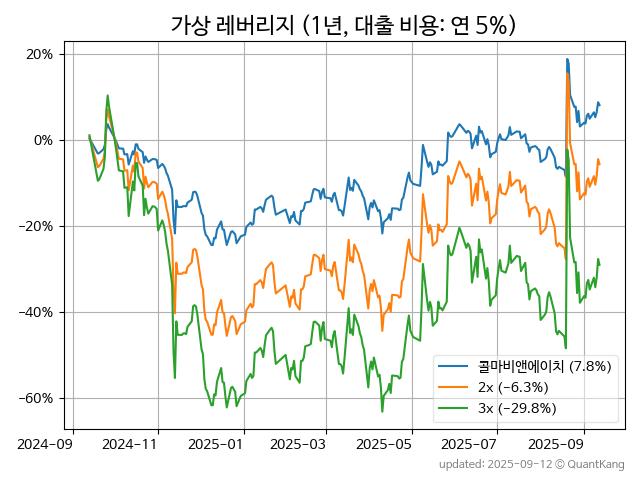 가상 레버리지 (1년, 대출 비용: 연 5%)
20%
0%
−20%
−40%
−60%
콜마비앤에이치 (7.8%)
2x (-6.3%)
3x (-29.8%)
2024-09
2024-11
2025-01
2025-03
2025-05
2025-07
2025-09
updated: 2025-09-12 © QuantKang